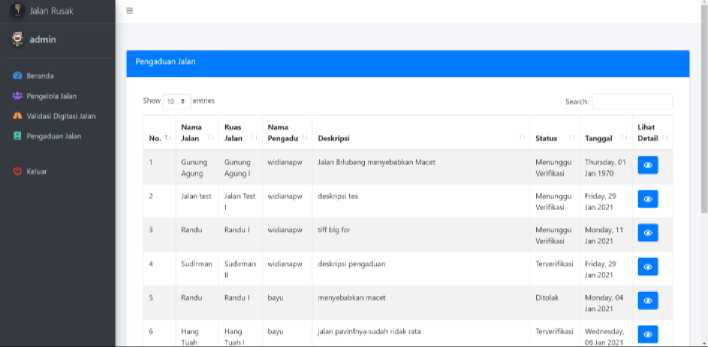 Jalan Rusak
admin
Beranda
Pengelola Jalan
Validasi Digitasi Jalan
Pengaduan Jalan
Keluar
Pengaduan Jalan
Show 10 entries
Search:
No. Nama Jalan Ruas Jalan Nama Pengadu Deskripsi Status Tanggal Lihat Detail
1 Gunung Agung Gunung Agung I widianapw Jalan Brlubang menyebabkan Macet Menunggu Verifikasi Thursday, 01 Jan 1970
2 Jalan test Jalan Test I widianapw deskripsi tes Menunggu Verifikasi Friday, 29 Jan 2021
3 Randu Randu I widianapw tiff blg for Menunggu Verifikasi Monday, 11 Jan 2021
4 Sudirman Sudirman II widianapw deskripsi pengaduan Terverifikasi Friday, 29 Jan 2021
5 Randu Randu I bayu menyebabkan macet Ditolak Monday, 04 Jan 2021
6 Hang Tuah Hang Tuah I bayu jalan sudah rata Terverifikasi Wednesday, 06 Jan 2021